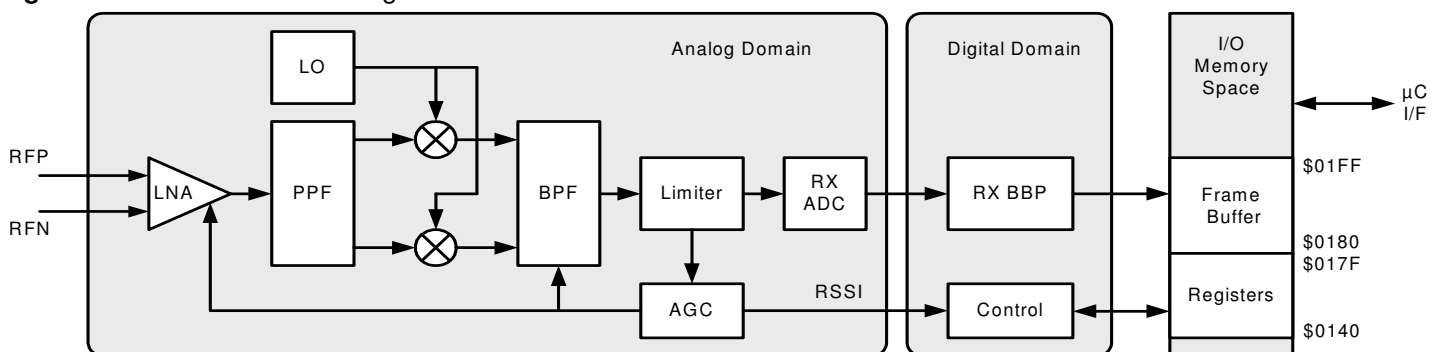 Analog Domain
Digital Domain
I/O
Memory
Space
LO
µC
I/F
RFP
RFN
LNA
PPF
BPF
Limiter
RX
ADC
RX BBP
Frame
Buffer
$01FF
$0180
$017F
AGC
RSSI
Control
Registers
$0140